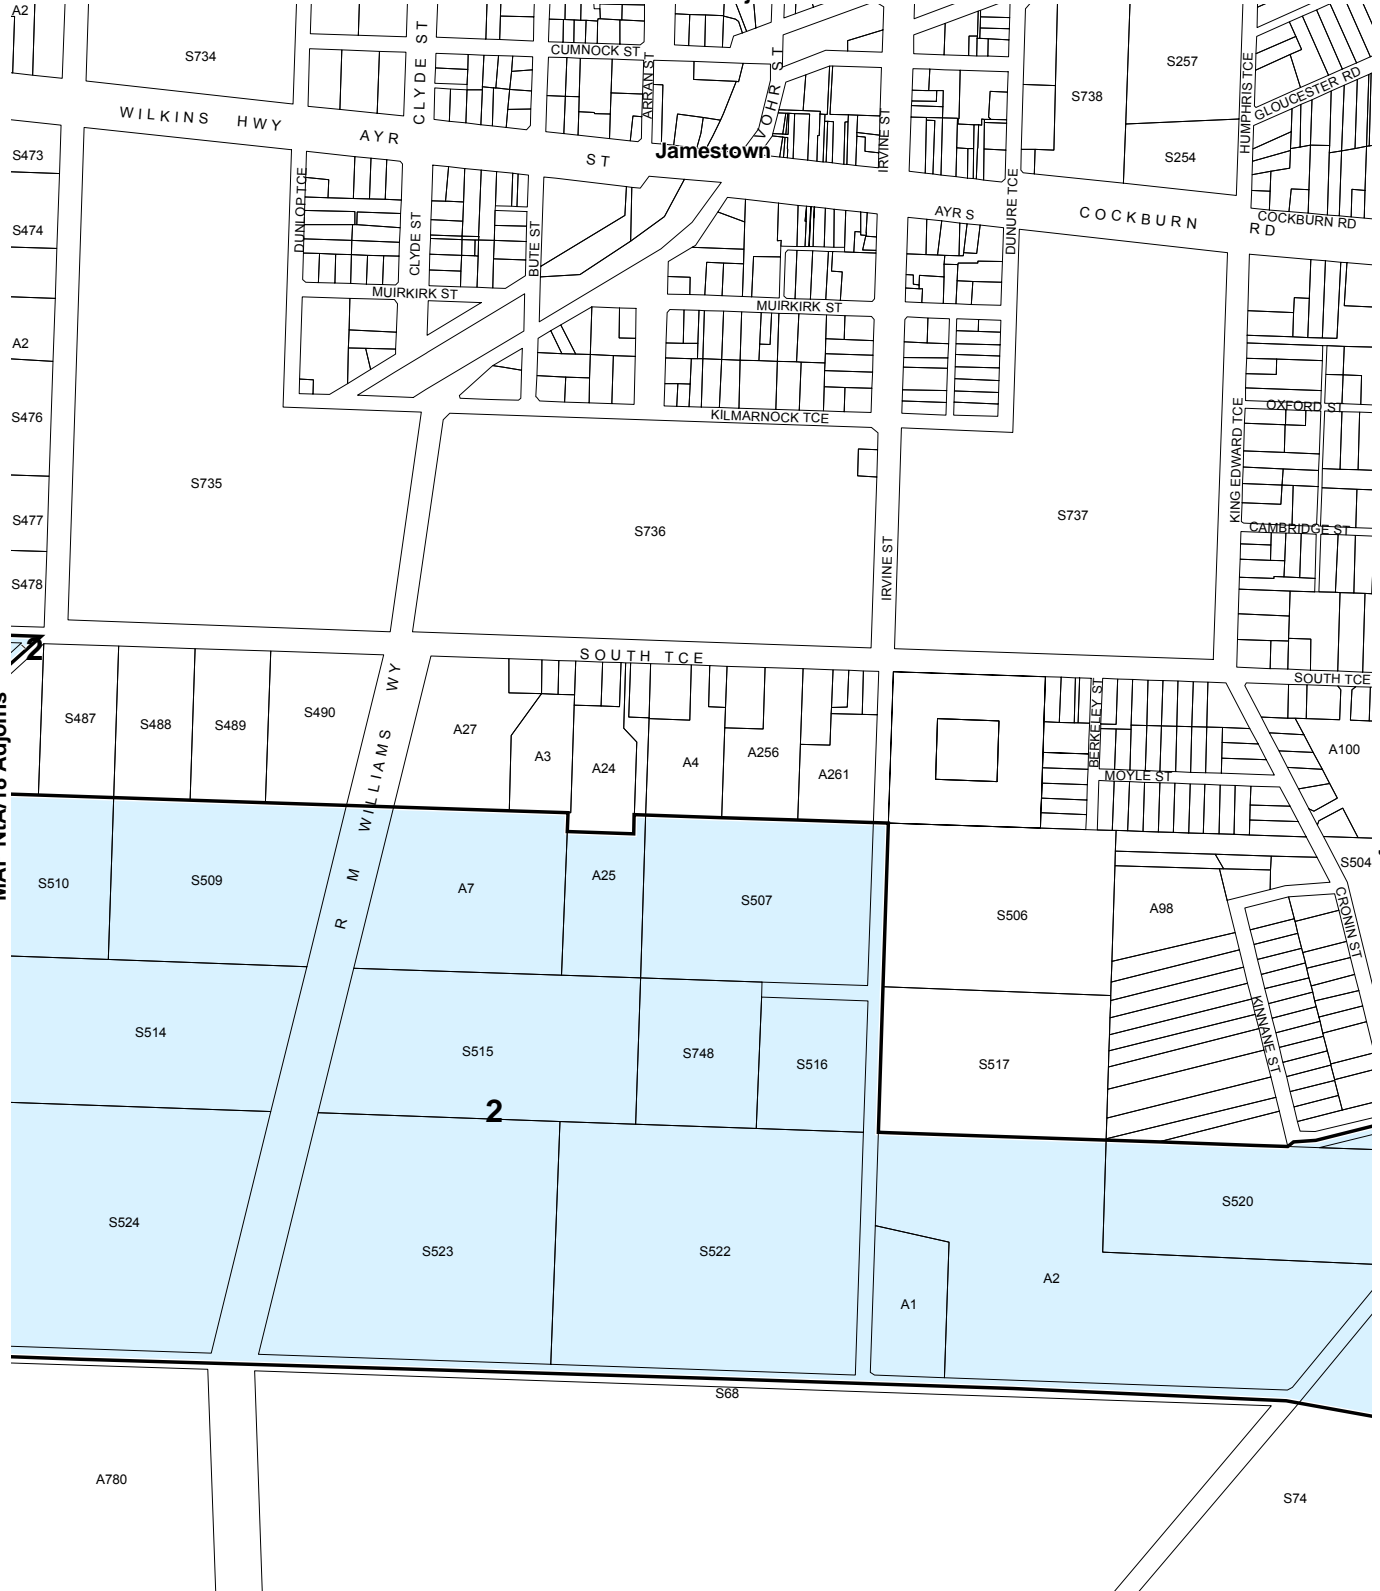 A2
S734
CLYDE ST
CUMNOCK ST
ARRAN ST
VOHR ST
IRVINE ST
S738
S257
HUMPHRIS TCE
GLOUCESTER RD
WILKINS HWY
AYR
ST
Jamestown
S254
S473
DUNLOP TCE
CLYDE ST
BUTE ST
AYR S
DUNURE TCE
COCKBURN
RD
COCKBURN RD
S474
MUIRKIRK ST
MUIRKIRK ST
A2
S476
KILMARNOCK TCE
KING EDWARD TCE
OXFORD ST
S735
S736
S737
S477
CAMBRIDGE ST
IRVINE ST
S478
2
SOUTH TCE
SOUTH TCE
S487
S488
S489
S490
R M WILLIAMS WY
A27
A3
A24
A4
A256
A261
BERKELEY ST
MOYLE ST
A100
S504
S510
S509
A7
A25
S507
S506
A98
CRONIN ST
S514
S515
S748
S516
S517
KINNANE ST
2
S524
S523
S522
A1
A2
S520
S68
A780
S74